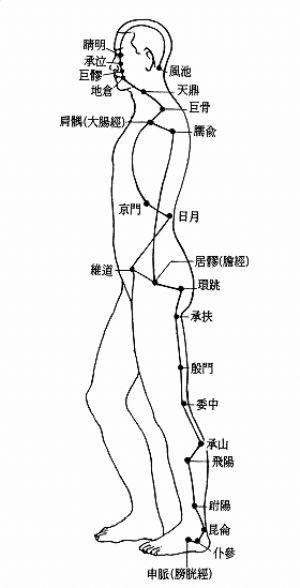 睛明
承泣
巨髎
地倉
風池
天鼎
巨骨
肩髃(大腸經)
臑俞
京門
日月
居髎(膽經)
維道
環跳
承扶
殷門
委中
承山
飛陽
跗陽
昆侖
仆參
申脈(膀胱經)